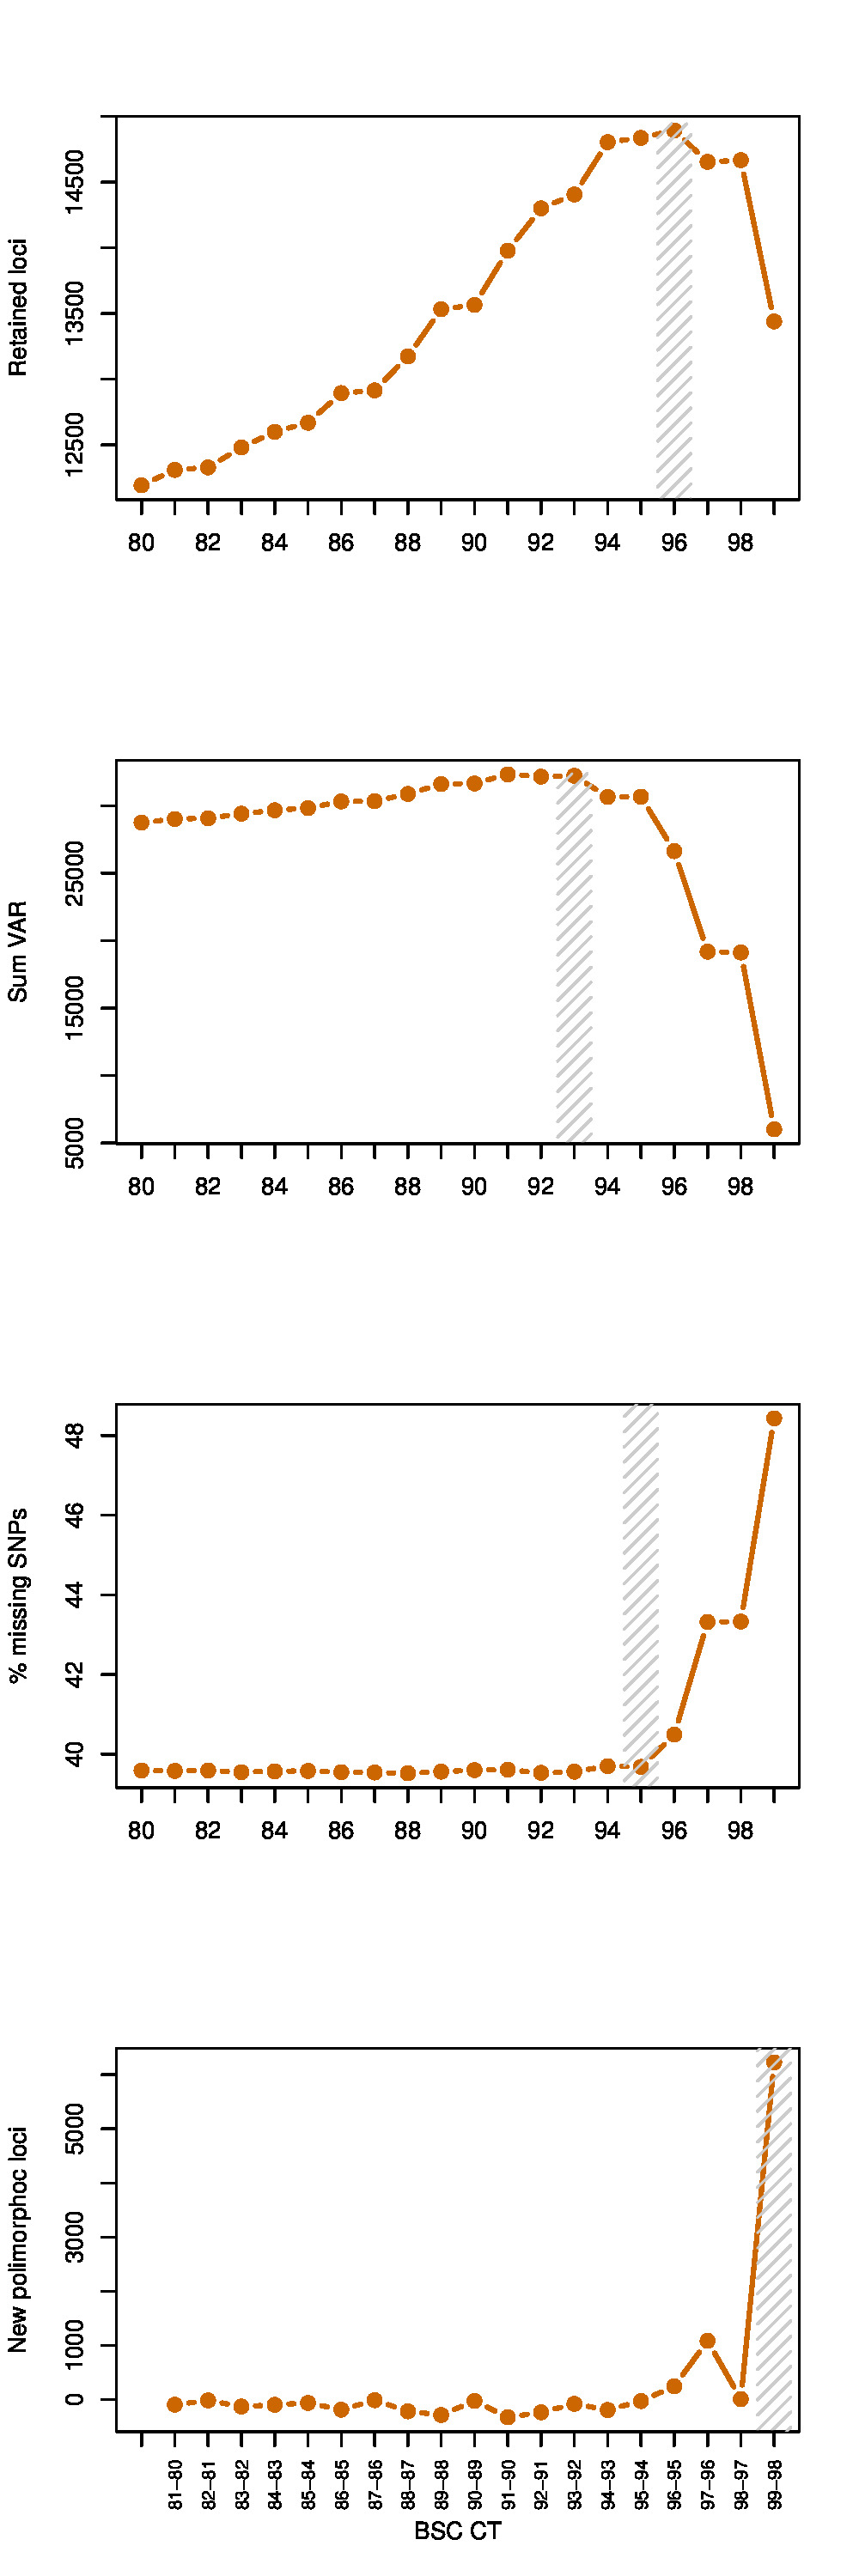 Retained loci
14500
13500
12500
80 82 84 86 88 90 92 94 96 98
Sum VAR
25000
15000
5000
80 82 84 86 88 90 92 94 96 98
% missing SNPs
48
46
44
42
40
80 82 84 86 88 90 92 94 96 98
New polimorphoc loci
5000
3000
1000
0
81−80 82−81 83−82 84−83 85−84 86−85 87−86 88−87 89−88 90−89 91−90 92−91 93−92 94−93 95−94 96−95 97−96 98−97 99−98
BSC CT